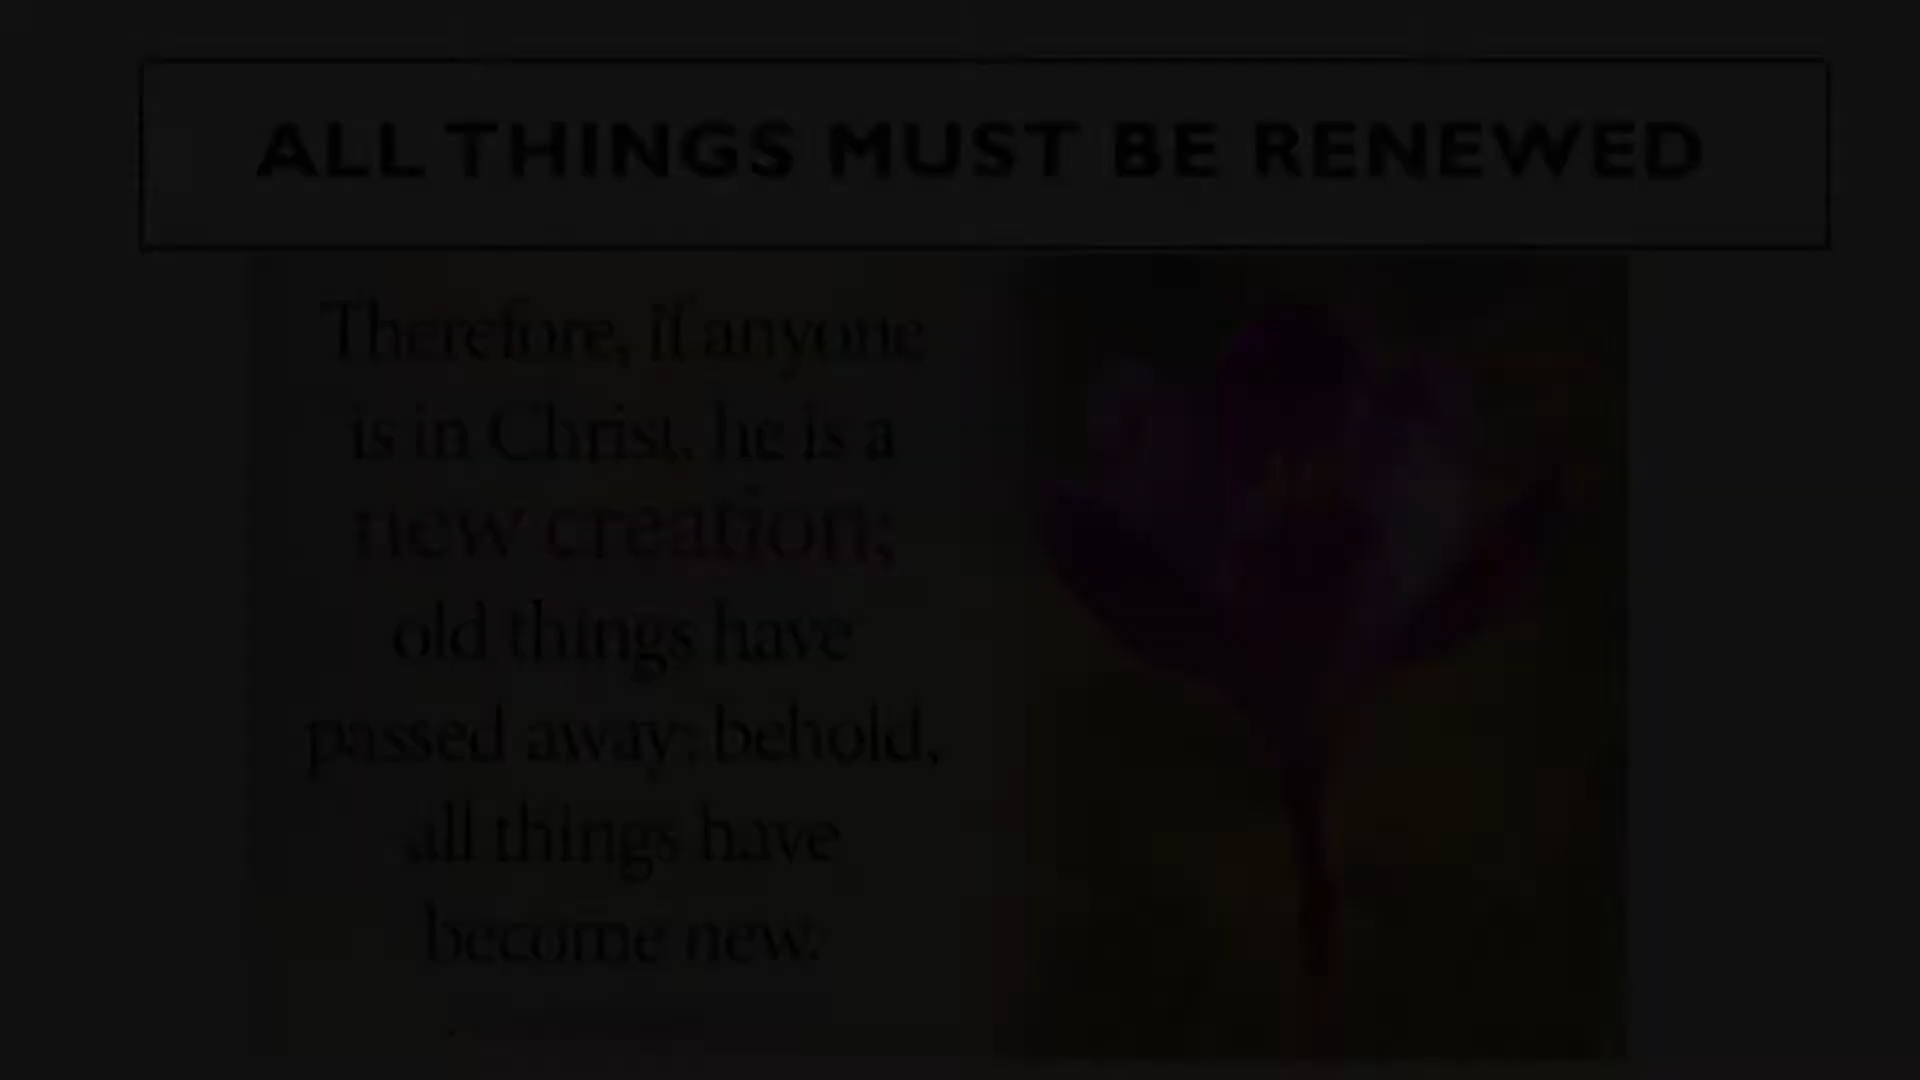 ALL THINGS MUST BE RENEWED
Therefore, if anyone
is in Christ, he is a
new creation;
old things have
passed away; behold,
all things have
become new.